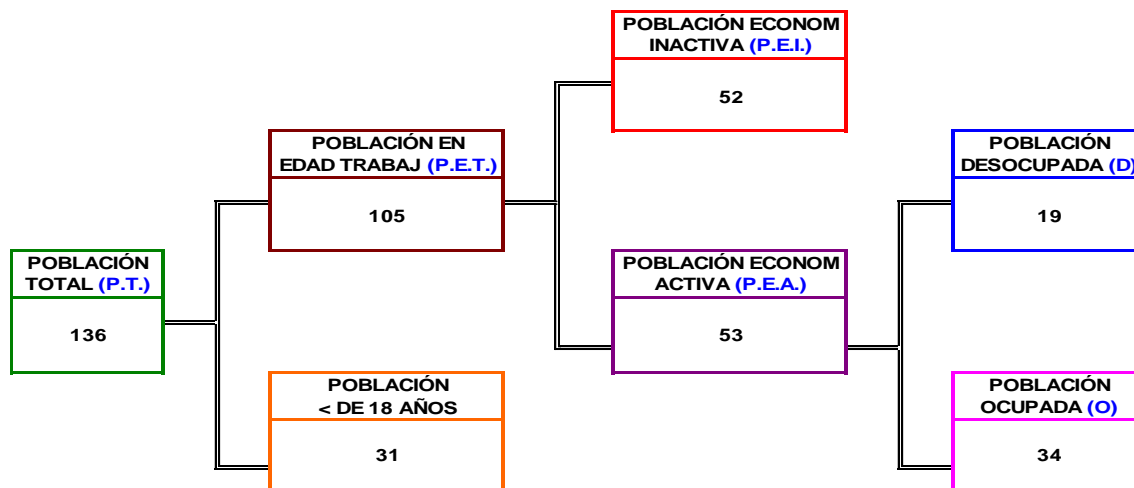 POBLACIÓN ECONOM
INACTIVA (P.E.I.)
52
POBLACIÓN EN
EDAD TRABAJ (P.E.T.)
105
POBLACIÓN
DESOCUPADA (D)
19
POBLACIÓN
TOTAL (P.T.)
136
POBLACIÓN ECONOM
ACTIVA (P.E.A.)
53
POBLACIÓN
< DE 18 AÑOS
31
POBLACIÓN
OCUPADA (O)
34